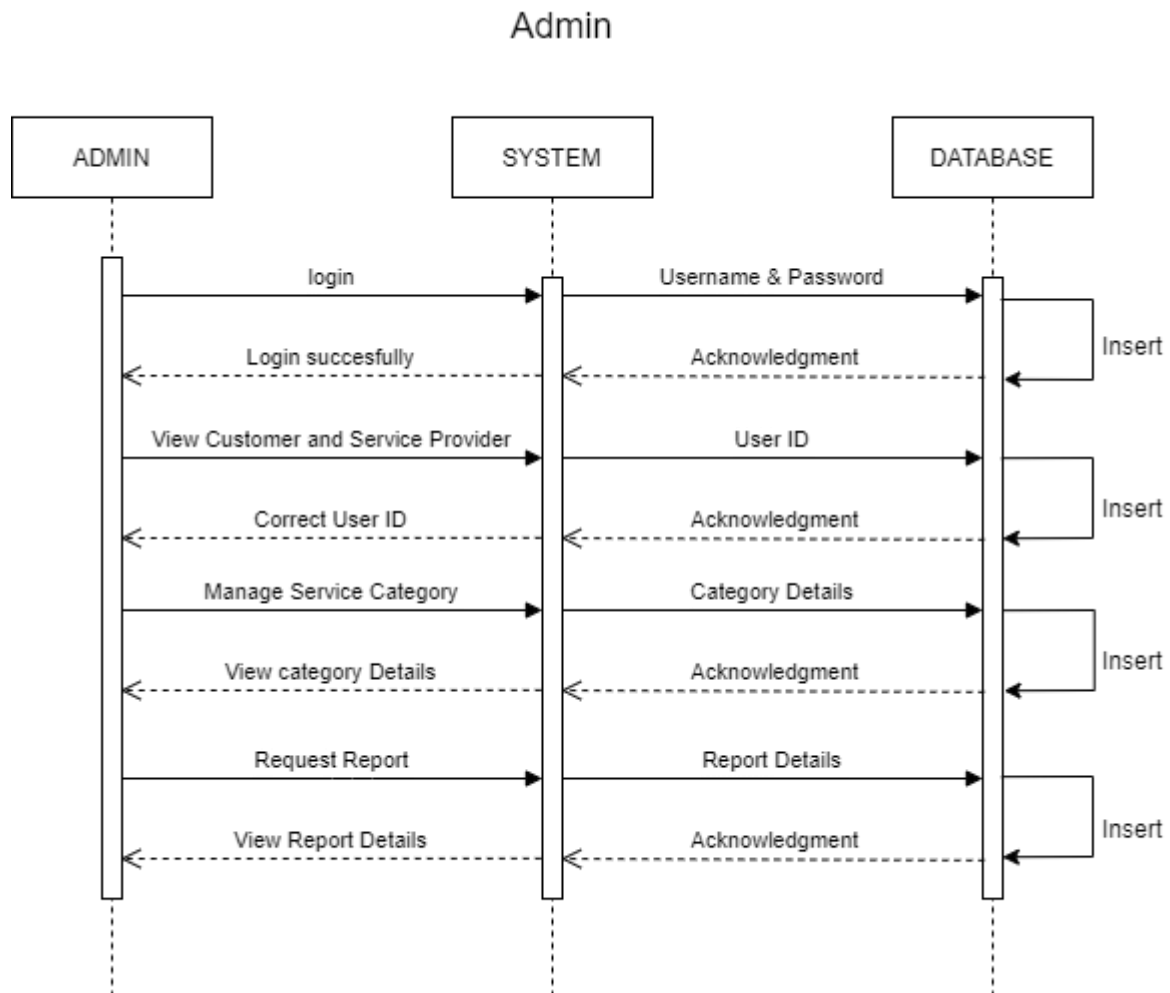 Admin
ADMIN
SYSTEM
DATABASE
login
Username & Password
Insert
Login succesfully
Acknowledgment
View Customer and Service Provider
User ID
Insert
Correct User ID
Acknowledgment
Manage Service Category
Category Details
Insert
View category Details
Acknowledgment
Request Report
Report Details
Insert
View Report Details
Acknowledgment